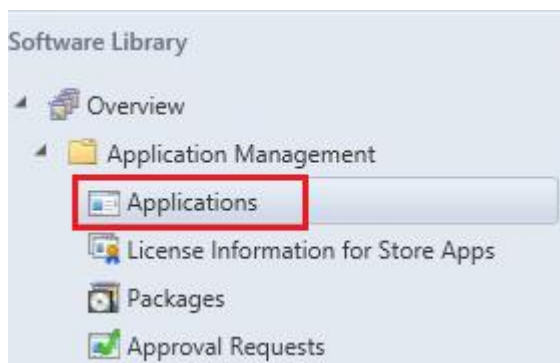 Software Library
Overview
Application Management
Applications
License Information for Store Apps
Packages
Approval Requests